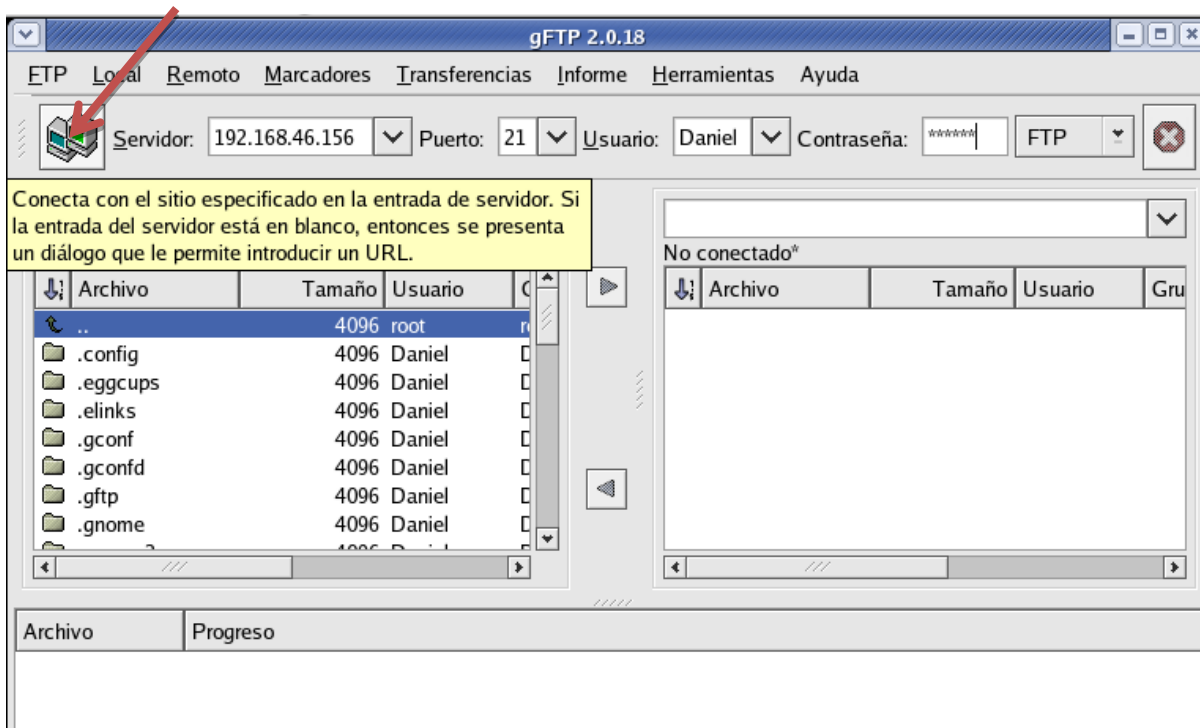 gFTP 2.0.18
FTP Local Remoto Marcadores Transferencias Informe Herramientas Ayuda
Servidor: 192.168.46.156 Puerto: 21 Usuario: Daniel Contraseña: ****** FTP
Conecta con el sitio especificado en la entrada de servidor. Si
la entrada del servidor está en blanco, entonces se presenta
un diálogo que le permite introducir un URL.
No conectado*
Archivo Tamaño Usuario
.. 4096 root
.config 4096 Daniel
.eggcups 4096 Daniel
.elinks 4096 Daniel
.gconf 4096 Daniel
.gconfd 4096 Daniel
.gftp 4096 Daniel
.gnome 4096 Daniel
Archivo Tamaño Usuario Gru
Archivo Progreso